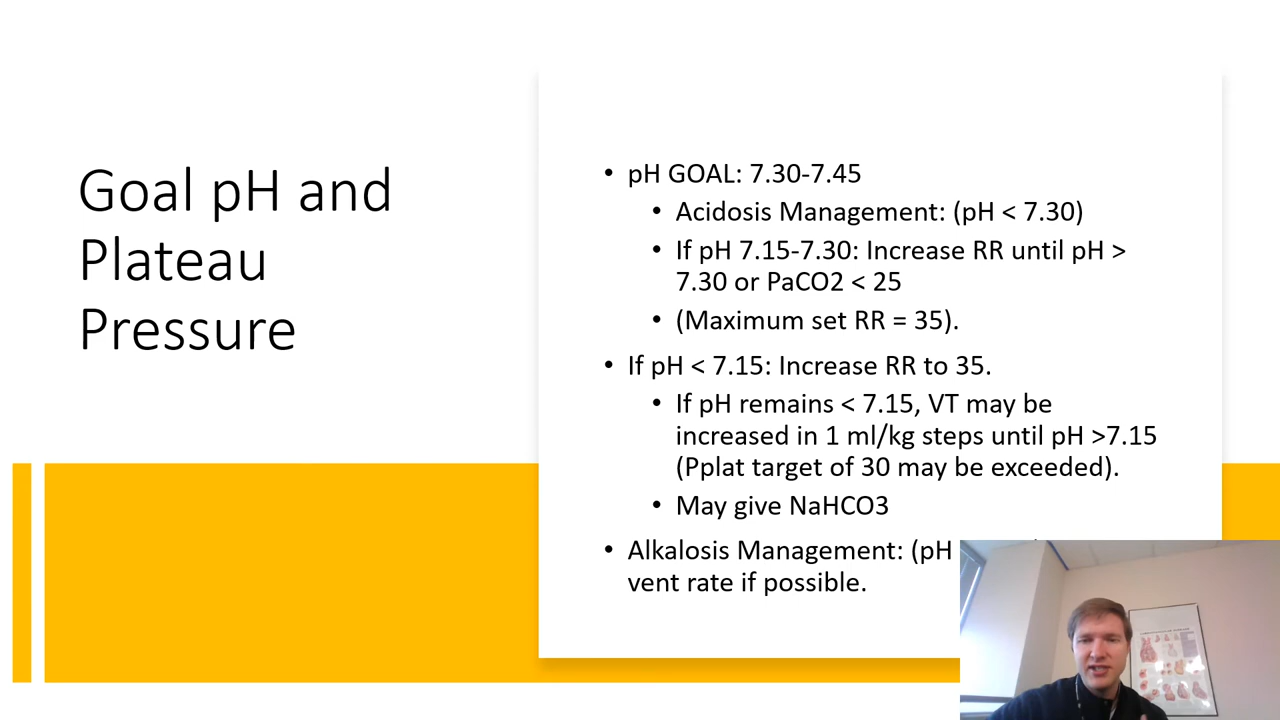 Goal pH and
Plateau
Pressure
• pH GOAL: 7.30-7.45
• Acidosis Management: (pH < 7.30)
• If pH 7.15-7.30: Increase RR until pH >
7.30 or PaCO2 < 25
• (Maximum set RR = 35).
• If pH < 7.15: Increase RR to 35.
• If pH remains < 7.15, VT may be
increased in 1 ml/kg steps until pH >7.15
(Pplat target of 30 may be exceeded).
• May give NaHCO3
• Alkalosis Management: (pH
vent rate if possible.